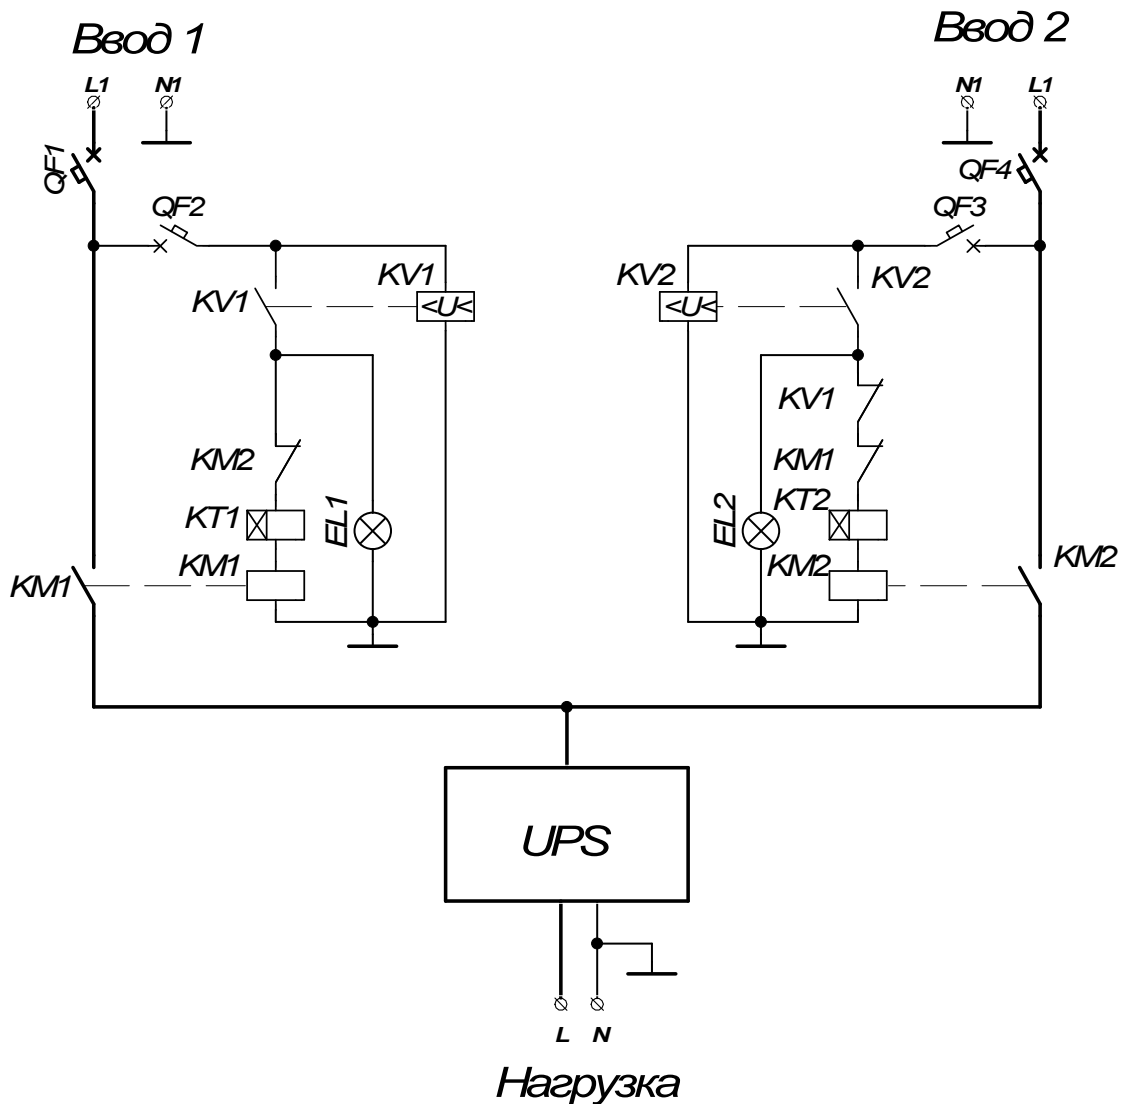 Ввод 1
Ввод 2
L1 N1
N1 L1
QF1
QF4
QF2
QF3
KV1
KV2
KV2
KV1
<U<
<U<
KV1
KM2
KM1
KT1
EL1
EL2
KT2
KM1
KM2
KM1
KM2
UPS
L N
Нагрузка